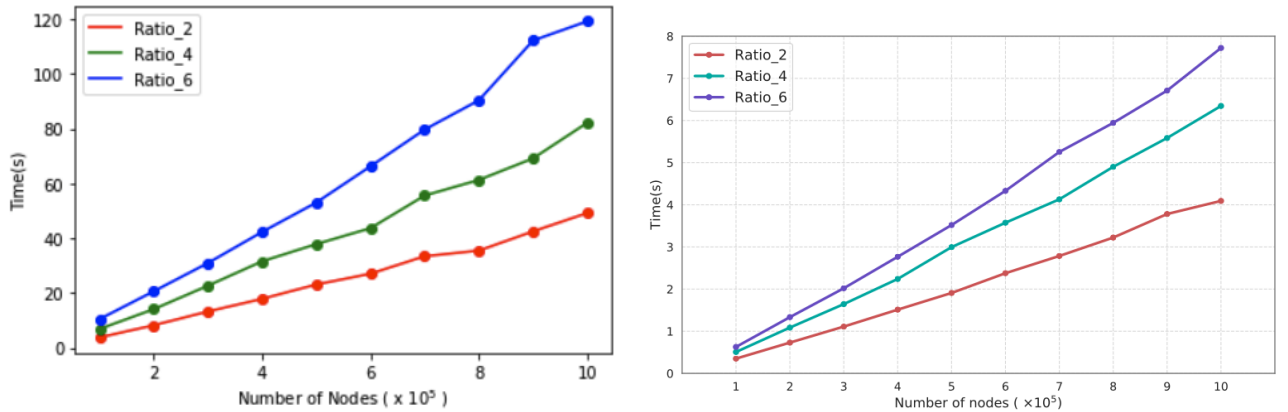 120
100
80
60
40
20
0
Time(s)
Ratio_2
Ratio_4
Ratio_6
2 4 6 8 10
Number of Nodes ( x 10⁵ )
8
7
6
5
4
3
2
1
0
Time(s)
Ratio_2
Ratio_4
Ratio_6
1 2 3 4 5 6 7 8 9 10
Number of nodes ( ×10⁵)